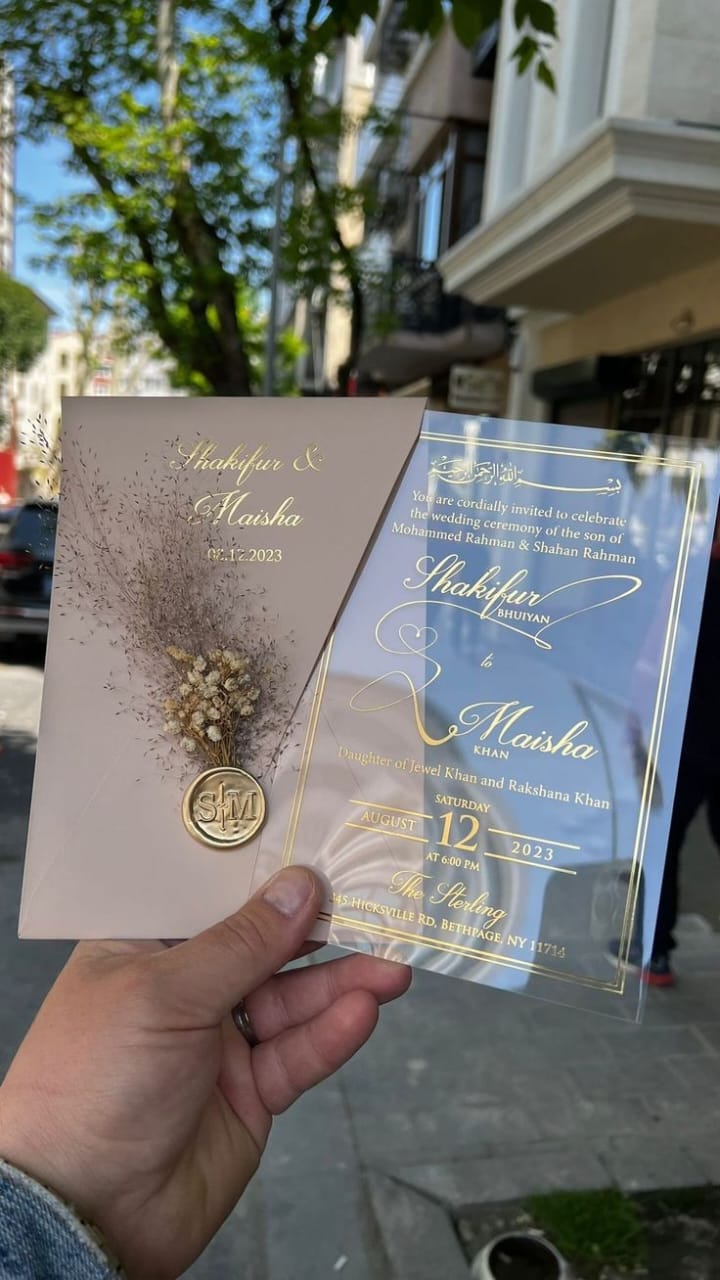 Shakifur &
Maisha
08.12.2023
SM
بسم الله الرحمن الرحيم
You are cordially invited to celebrate
the wedding ceremony of the son of
Mohammed Rahman & Shahan Rahman
Shakifur
BHUIYAN
to
Maisha
KHAN
Daughter of Jewel Khan and Rakshana Khan
SATURDAY
AUGUST 12 2023
AT 6:00 PM
The Sterling
345 HICKSVILLE RD, BETHPAGE, NY 11714